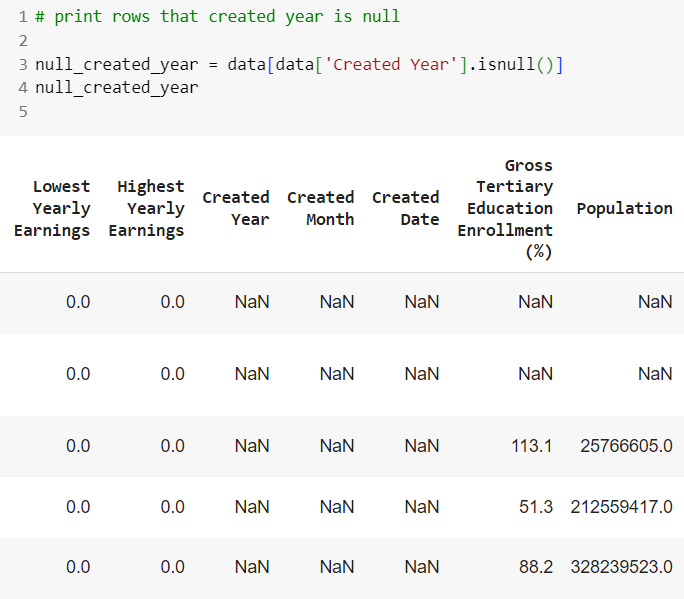 1 # print rows that created year is null
2
3 null_created_year = data[data['Created Year'].isnull()]
4 null_created_year
5
Lowest Yearly Earnings Highest Yearly Earnings Created Year Created Month Created Date Gross Tertiary Education Enrollment (%) Population
0.0 0.0 NaN NaN NaN NaN NaN
0.0 0.0 NaN NaN NaN NaN NaN
0.0 0.0 NaN NaN NaN 113.1 25766605.0
0.0 0.0 NaN NaN NaN 51.3 212559417.0
0.0 0.0 NaN NaN NaN 88.2 328239523.0